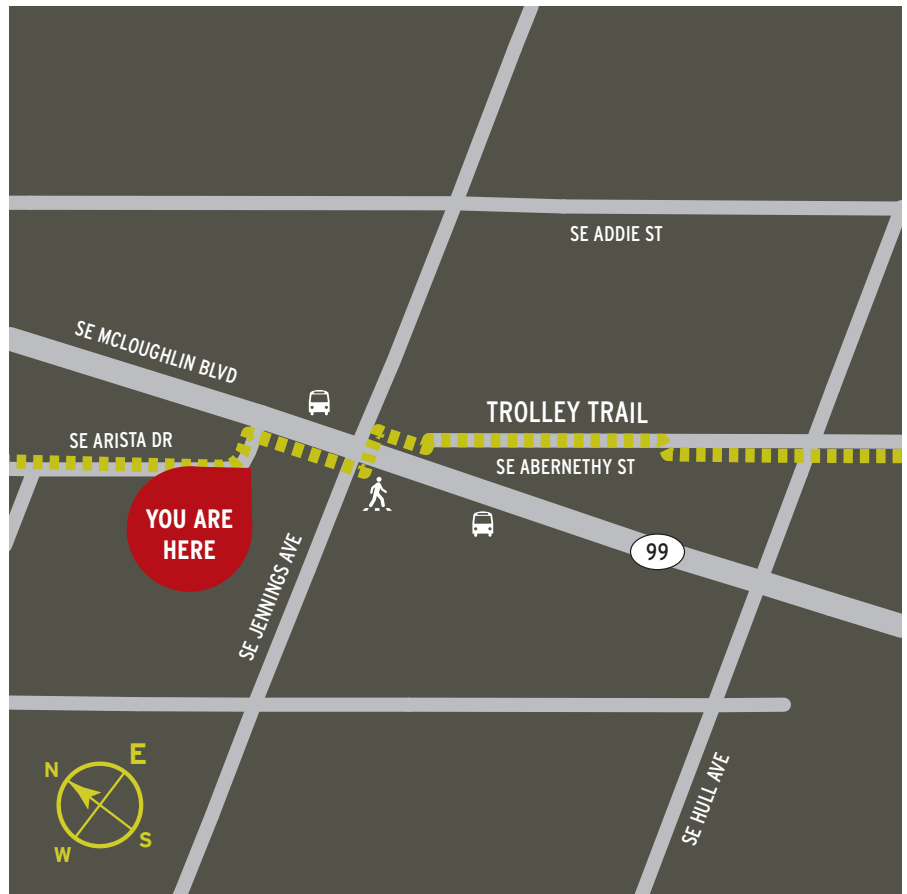 SE ADDIE ST
SE MCLOUGHLIN BLVD
TROLLEY TRAIL
SE ARISTA DR
SE ABERNETHY ST
YOU ARE
HERE
99
SE JENNINGS AVE
SE HULL AVE
N
E
W
S